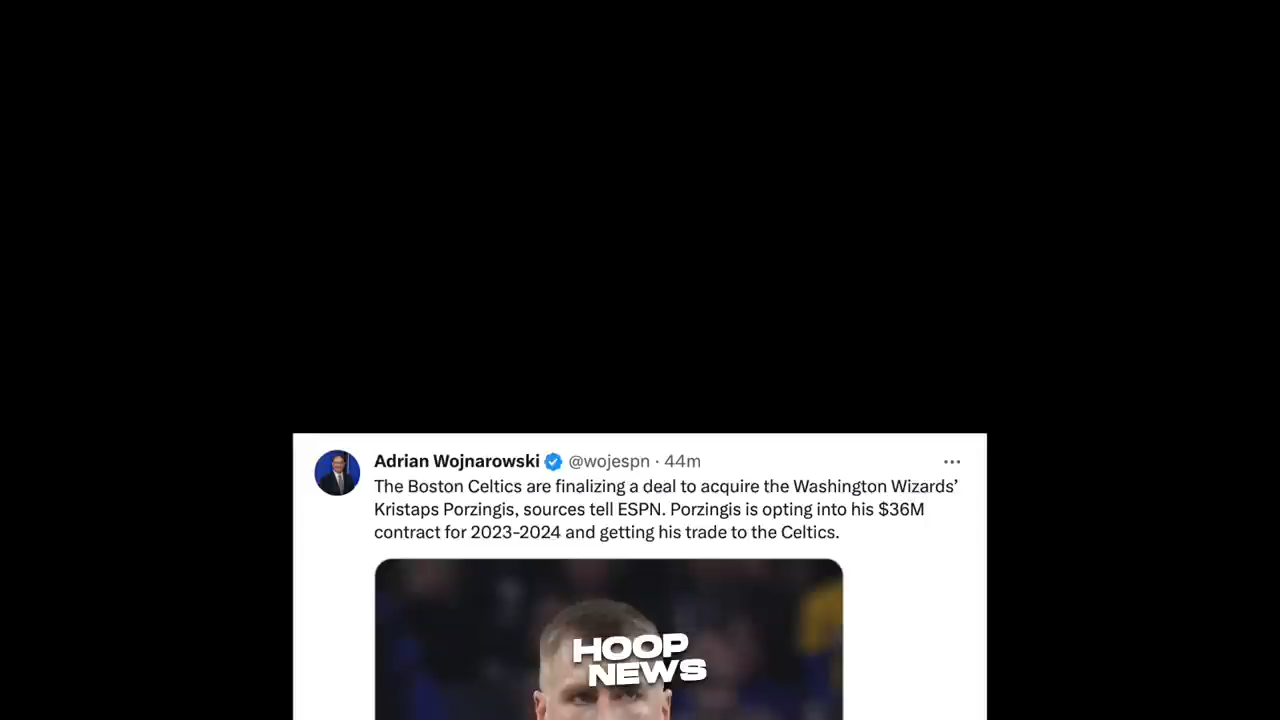 Adrian Wojnarowski @wojespn · 44m
The Boston Celtics are finalizing a deal to acquire the Washington Wizards’
Kristaps Porzingis, sources tell ESPN. Porzingis is opting into his $36M
contract for 2023-2024 and getting his trade to the Celtics.
HOOP
NEWS